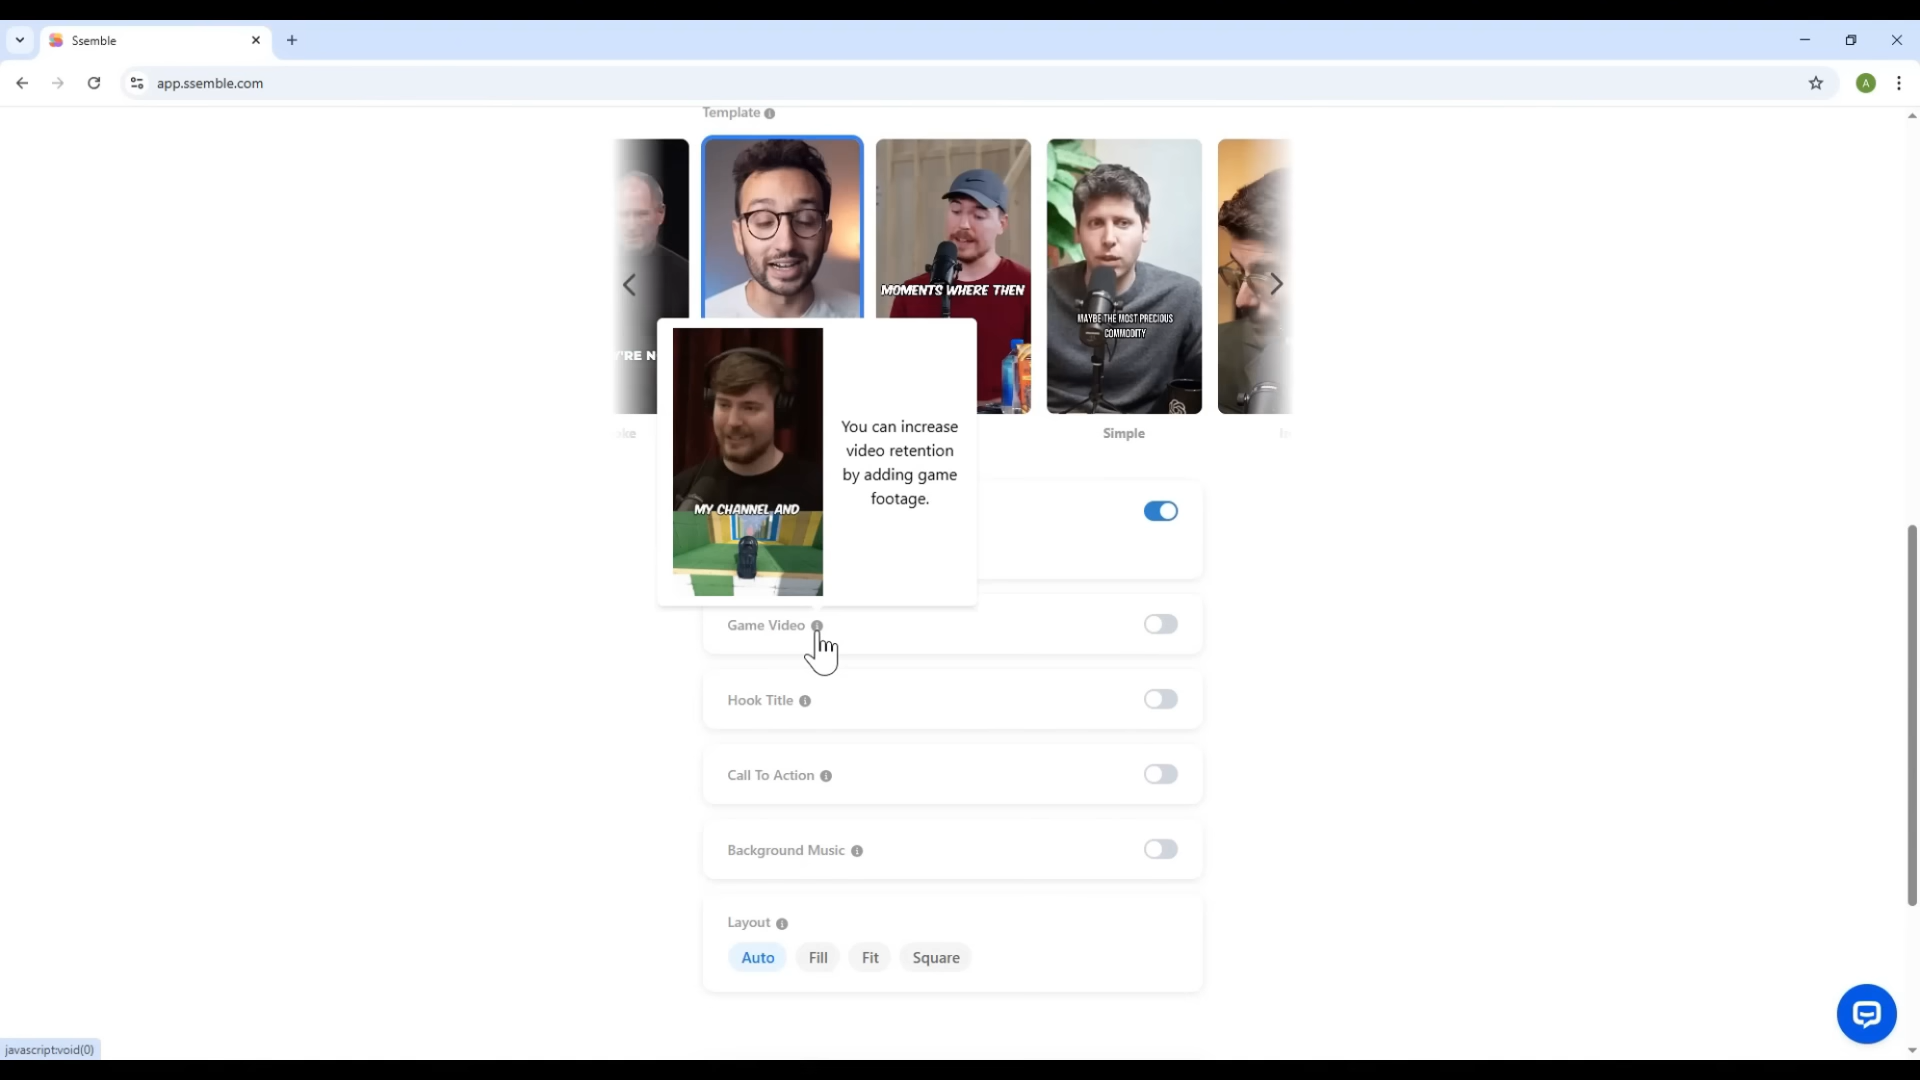 Ssemble
app.ssemble.com
Template
MOMENTS WHERE THEN
MAYBE THE MOST PRECIOUS
COMMODITY
'RE N
oke
Simple
MY CHANNEL AND
You can increase
video retention
by adding game
footage.
Game Video
Hook Title
Call To Action
Background Music
Layout
Auto
Fill
Fit
Square
A
javascript:void(0)